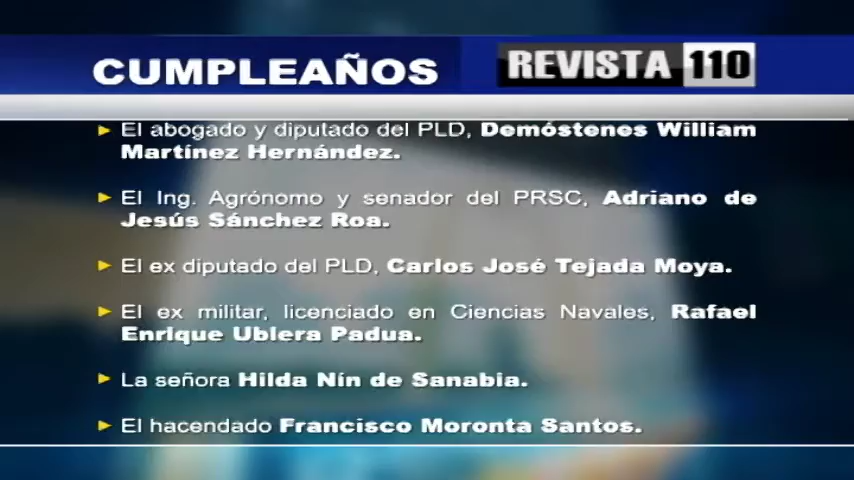 CUMPLEAÑOS
REVISTA 110
El abogado y diputado del PLD, Demóstenes William
Martínez Hernández.
El Ing. Agrónomo y senador del PRSC, Adriano de
Jesús Sánchez Roa.
El ex diputado del PLD, Carlos José Tejada Moya.
El ex militar, licenciado en Ciencias Navales, Rafael
Enrique Ublera Padua.
La señora Hilda Nín de Sanabia.
El hacendado Francisco Moronta Santos.